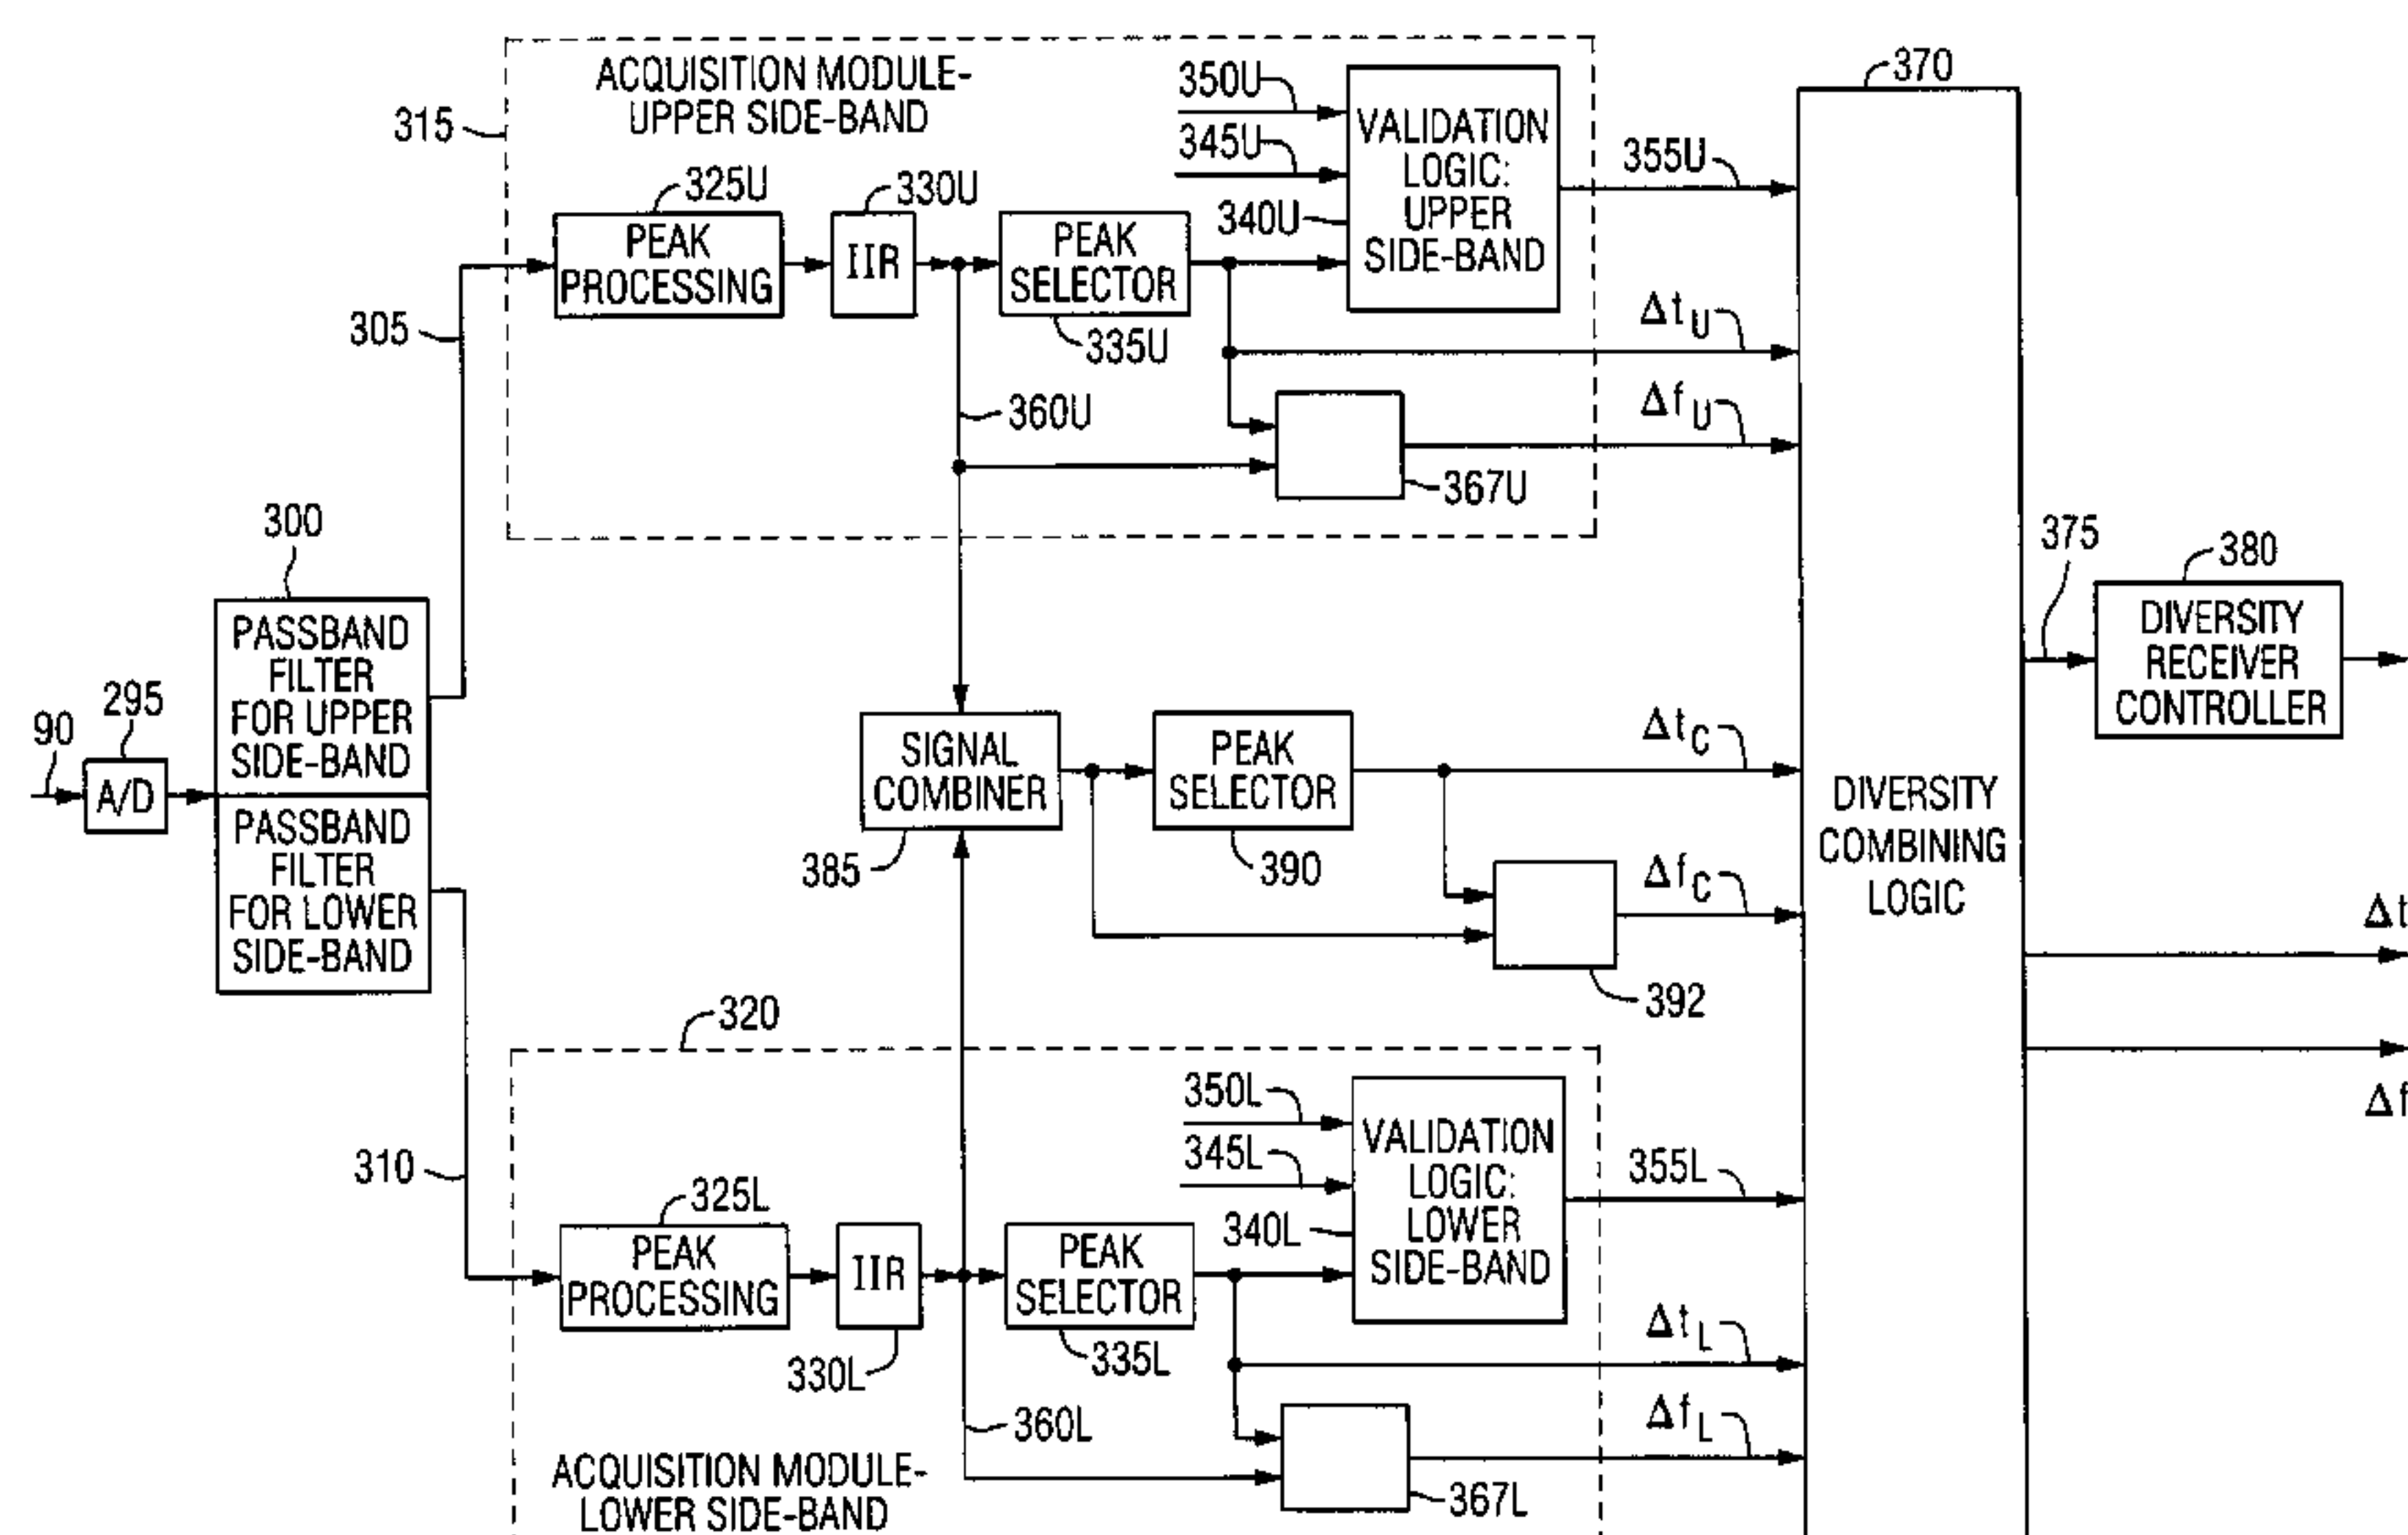 ACQUISITION MODULE-
UPPER SIDE-BAND
315
325U
PEAK
PROCESSING
330U
IIR
PEAK
SELECTOR
335U
350U
345U
340U
VALIDATION
LOGIC:
UPPER
SIDE-BAND
355U
370
305
360U
Δt U
Δf U
367U
300
PASSBAND
FILTER
FOR UPPER
SIDE-BAND
90
295
A/D
PASSBAND
FILTER
FOR LOWER
SIDE-BAND
SIGNAL
COMBINER
385
PEAK
SELECTOR
390
Δt C
Δf C
392
DIVERSITY
COMBINING
LOGIC
375
380
DIVERSITY
RECEIVER
CONTROLLER
Δt
Δf
320
310
325L
PEAK
PROCESSING
IIR
330L
PEAK
SELECTOR
335L
350L
345L
340L
VALIDATION
LOGIC:
LOWER
SIDE-BAND
355L
360L
Δt L
Δf L
367L
ACQUISITION MODULE-
LOWER SIDE-BAND